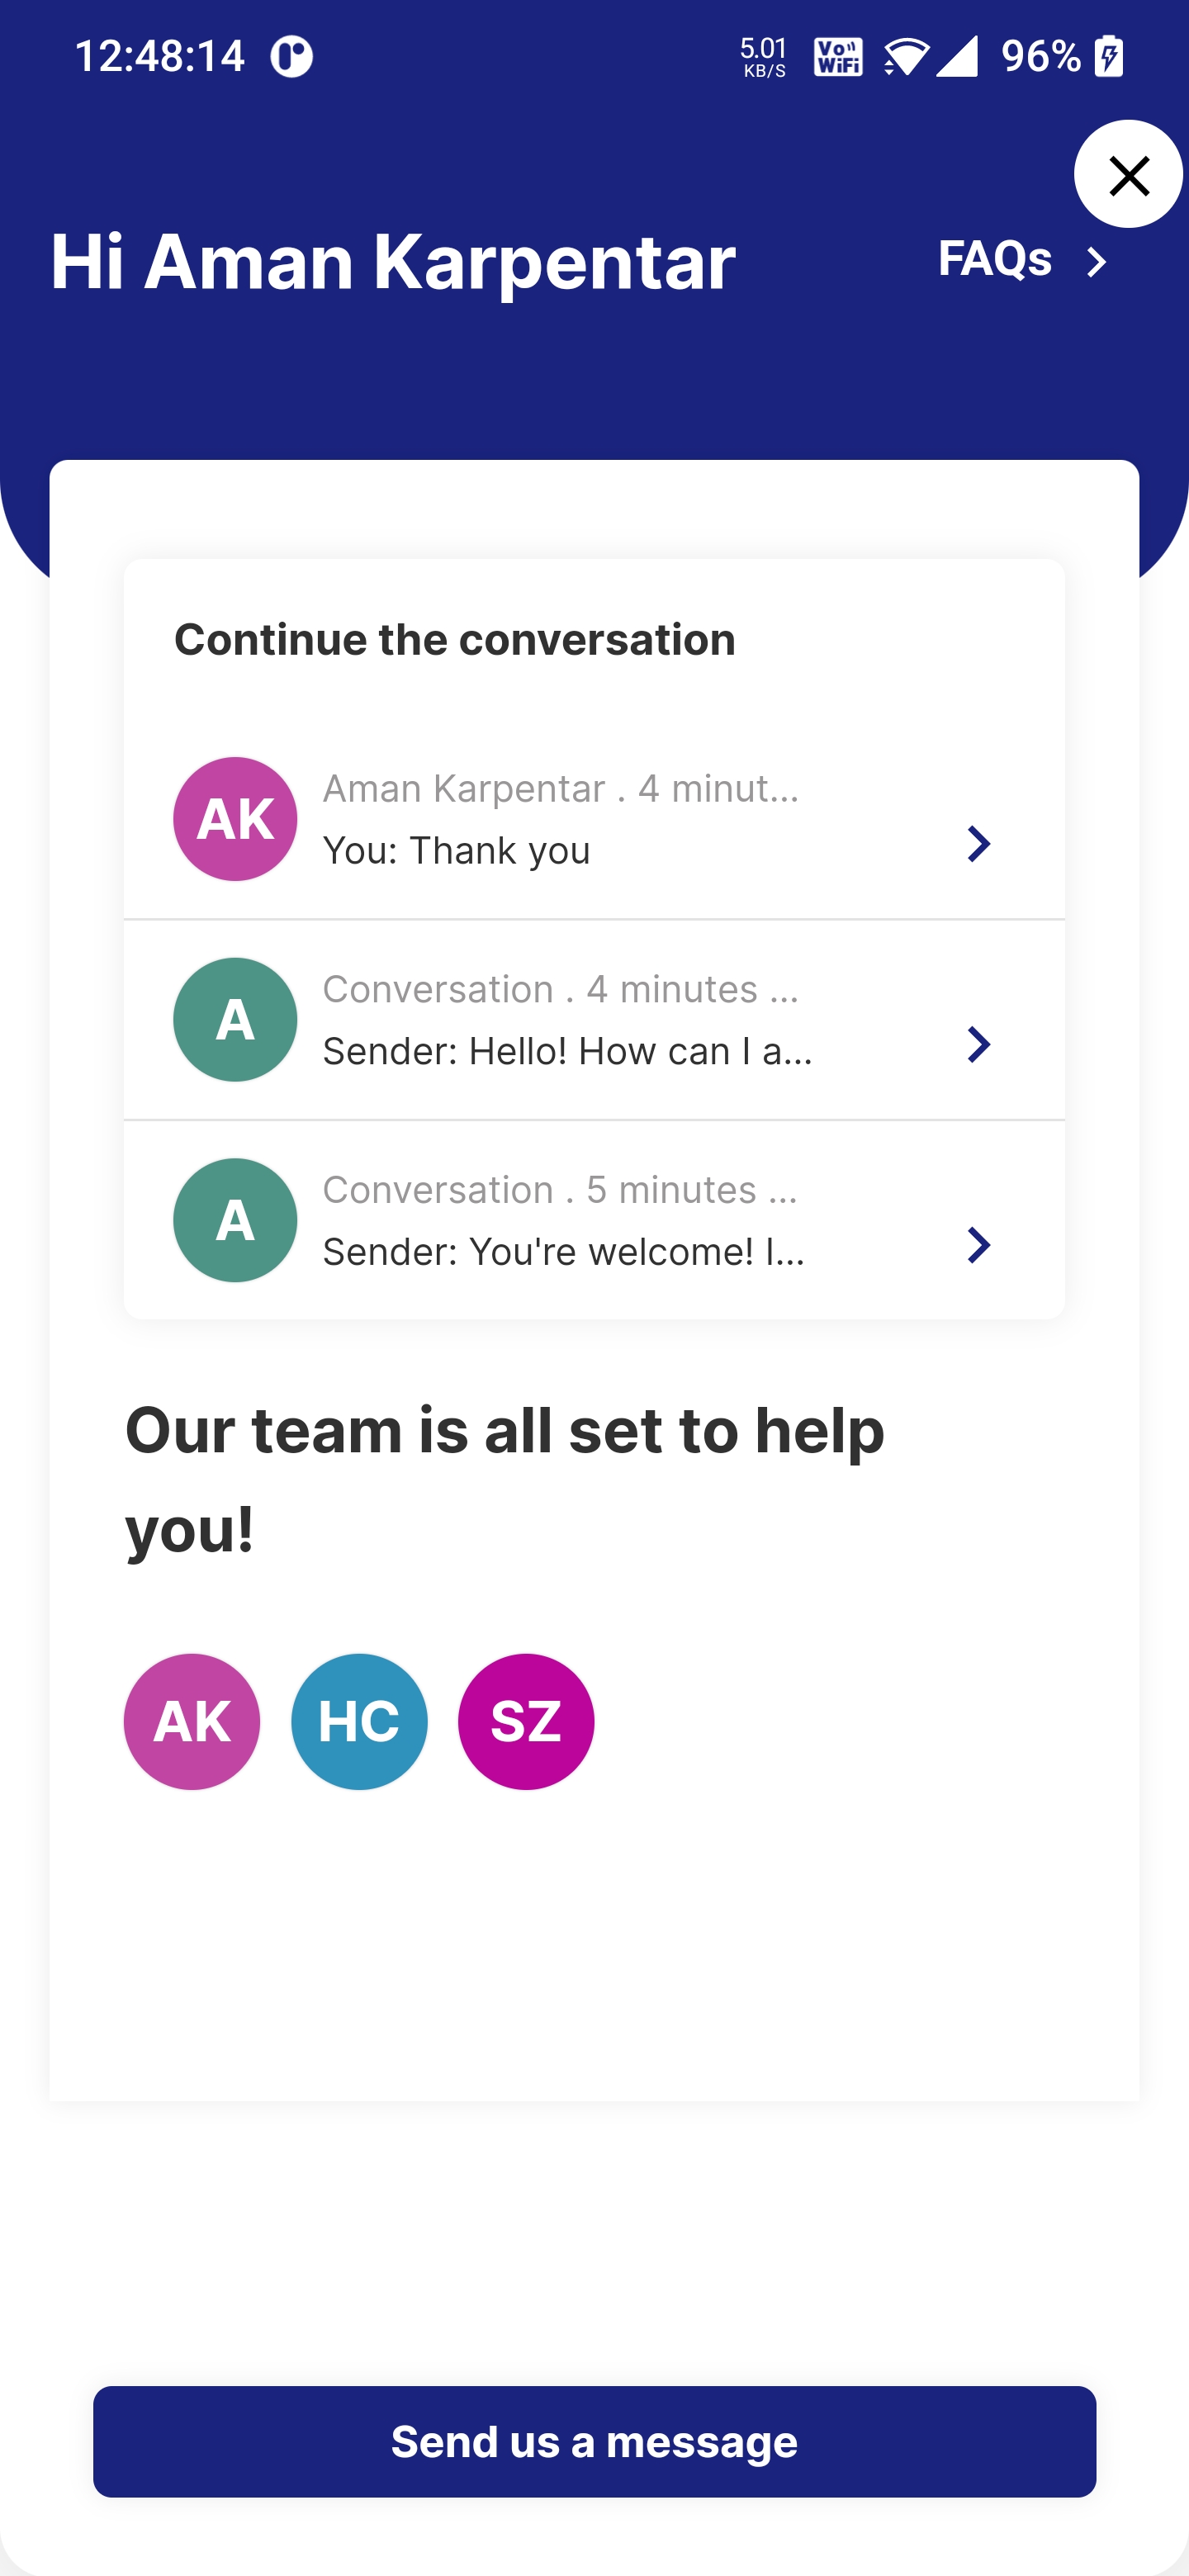 12:48:14
5.01
KB/S
Vo
WiFi
96%
Hi Aman Karpentar
FAQs
Continue the conversation
AK
Aman Karpentar . 4 minut...
You: Thank you
A
Conversation . 4 minutes ...
Sender: Hello! How can I a...
A
Conversation . 5 minutes ...
Sender: You're welcome! I...
Our team is all set to help
you!
AK HC SZ
Send us a message